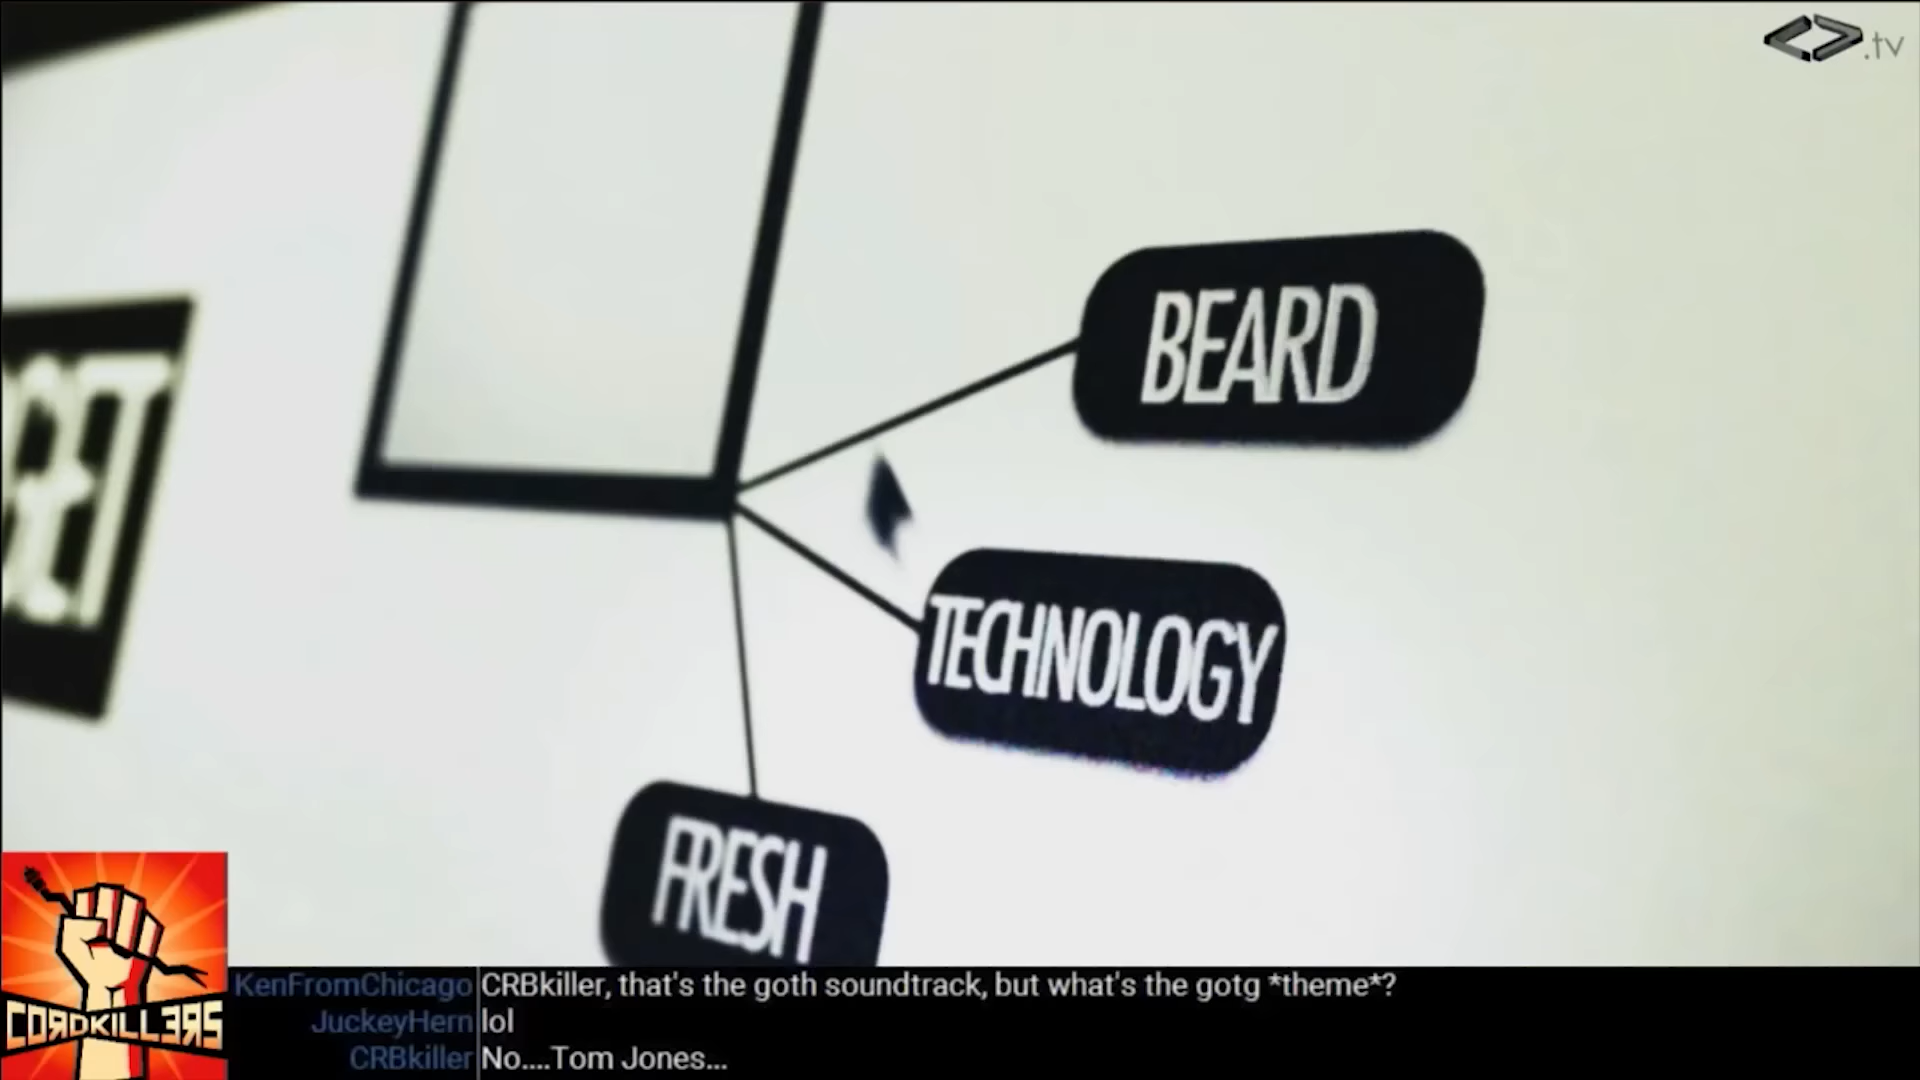 .tv
BEARD
TECHNOLOGY
FRESH
CORDKILL3RS
KenFromChicago CRBkiller, that's the goth soundtrack, but what's the gotg *theme*?
JuckeyHern lol
CRBkiller No....Tom Jones...